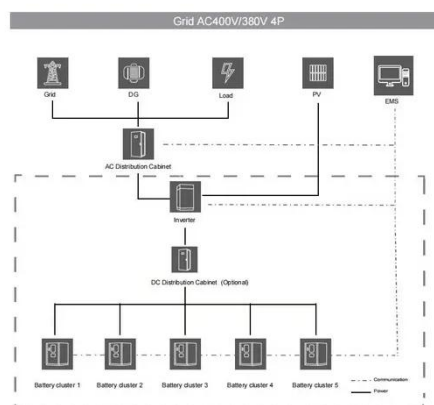 Grid AC400V/380V 4P
Grid
DG
Load
PV
EMS
AC Distribution Cabinet
Inverter
DC Distribution Cabinet (Optional)
Battery cluster 1
Battery cluster 2
Battery cluster 3
Battery cluster 4
Battery cluster 5
Communication
Power